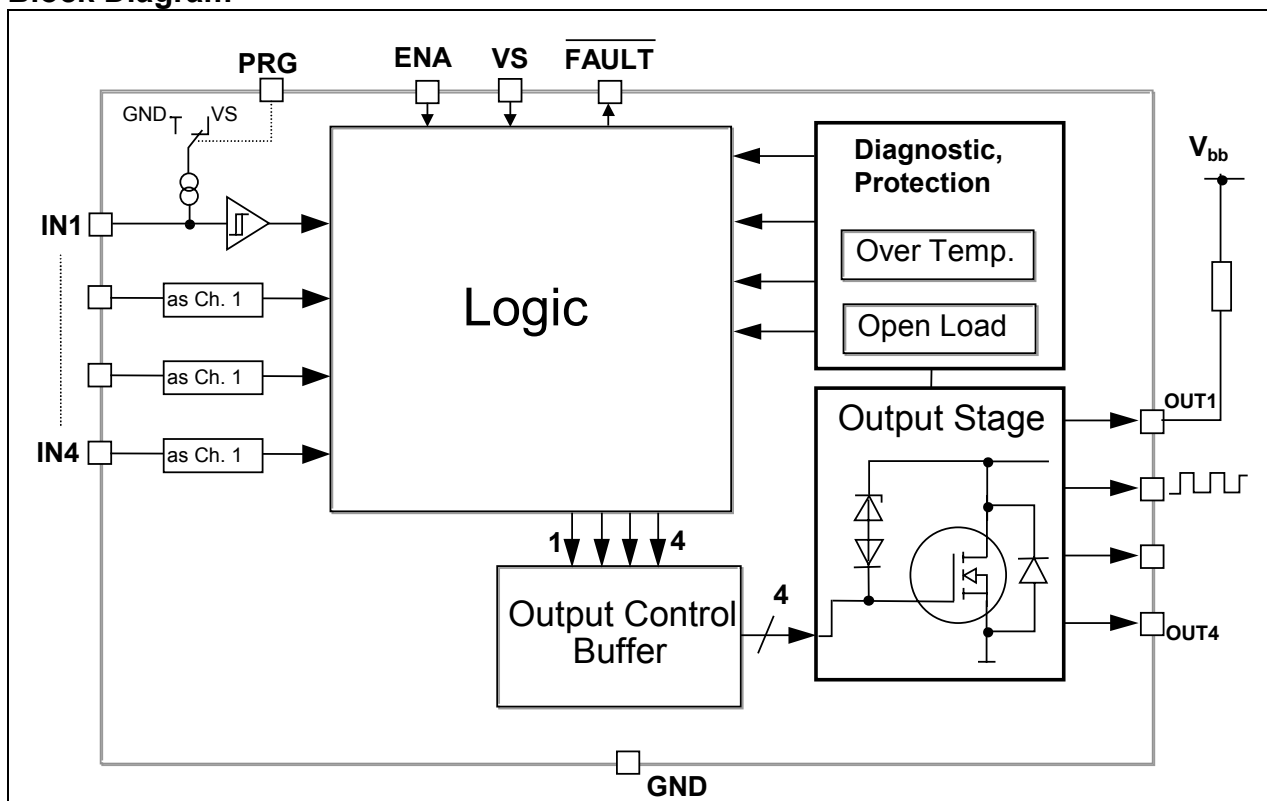 Block Diagram
PRG
ENA
VS
FAULT
GND
VS
IN1
as Ch. 1
as Ch. 1
IN4
as Ch. 1
Logic
Diagnostic,
Protection
Over Temp.
Open Load
V_bb
Output Stage
OUT1
OUT4
1
4
Output Control
Buffer
4
GND